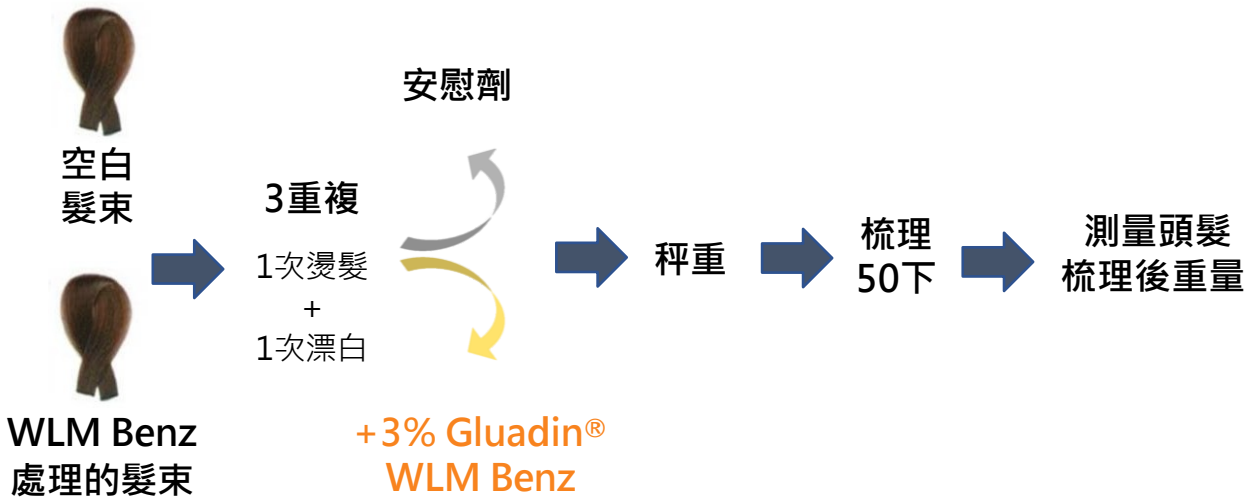 空白
髮束
WLM Benz
處理的髮束
3重複
1次燙髮
+
1次漂白
安慰劑
+3% Gluadin®
WLM Benz
秤重
梳理
50下
測量頭髮
梳理後重量